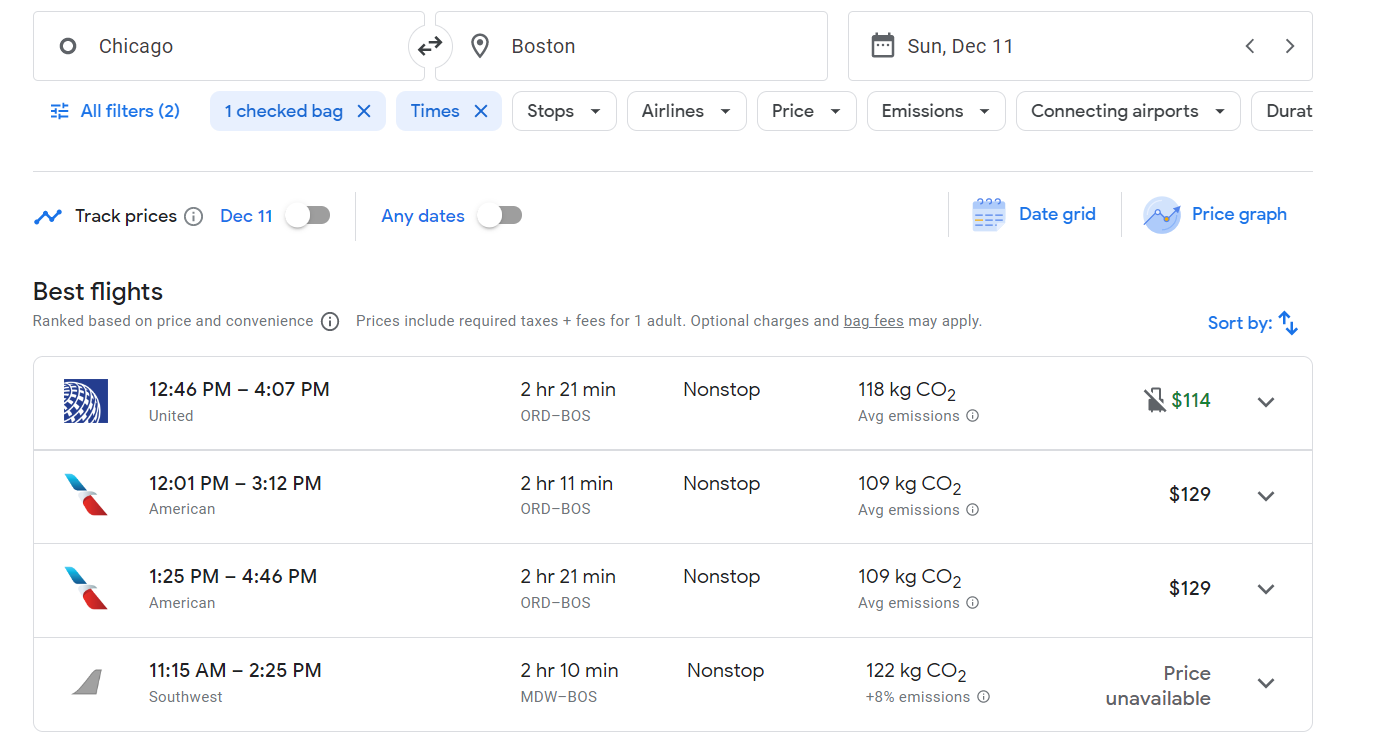 Chicago
Boston
Sun, Dec 11
All filters (2)
1 checked bag
Times
Stops
Airlines
Price
Emissions
Connecting airports
Durat
Track prices
Dec 11
Any dates
Date grid
Price graph
Best flights
Ranked based on price and convenience
Prices include required taxes + fees for 1 adult. Optional charges and bag fees may apply.
Sort by:
12:46 PM – 4:07 PM
United
2 hr 21 min
ORD–BOS
Nonstop
118 kg CO2
Avg emissions
$114
12:01 PM – 3:12 PM
American
2 hr 11 min
ORD–BOS
Nonstop
109 kg CO2
Avg emissions
$129
1:25 PM – 4:46 PM
American
2 hr 21 min
ORD–BOS
Nonstop
109 kg CO2
Avg emissions
$129
11:15 AM – 2:25 PM
Southwest
2 hr 10 min
MDW–BOS
Nonstop
122 kg CO2
+8% emissions
Price
unavailable